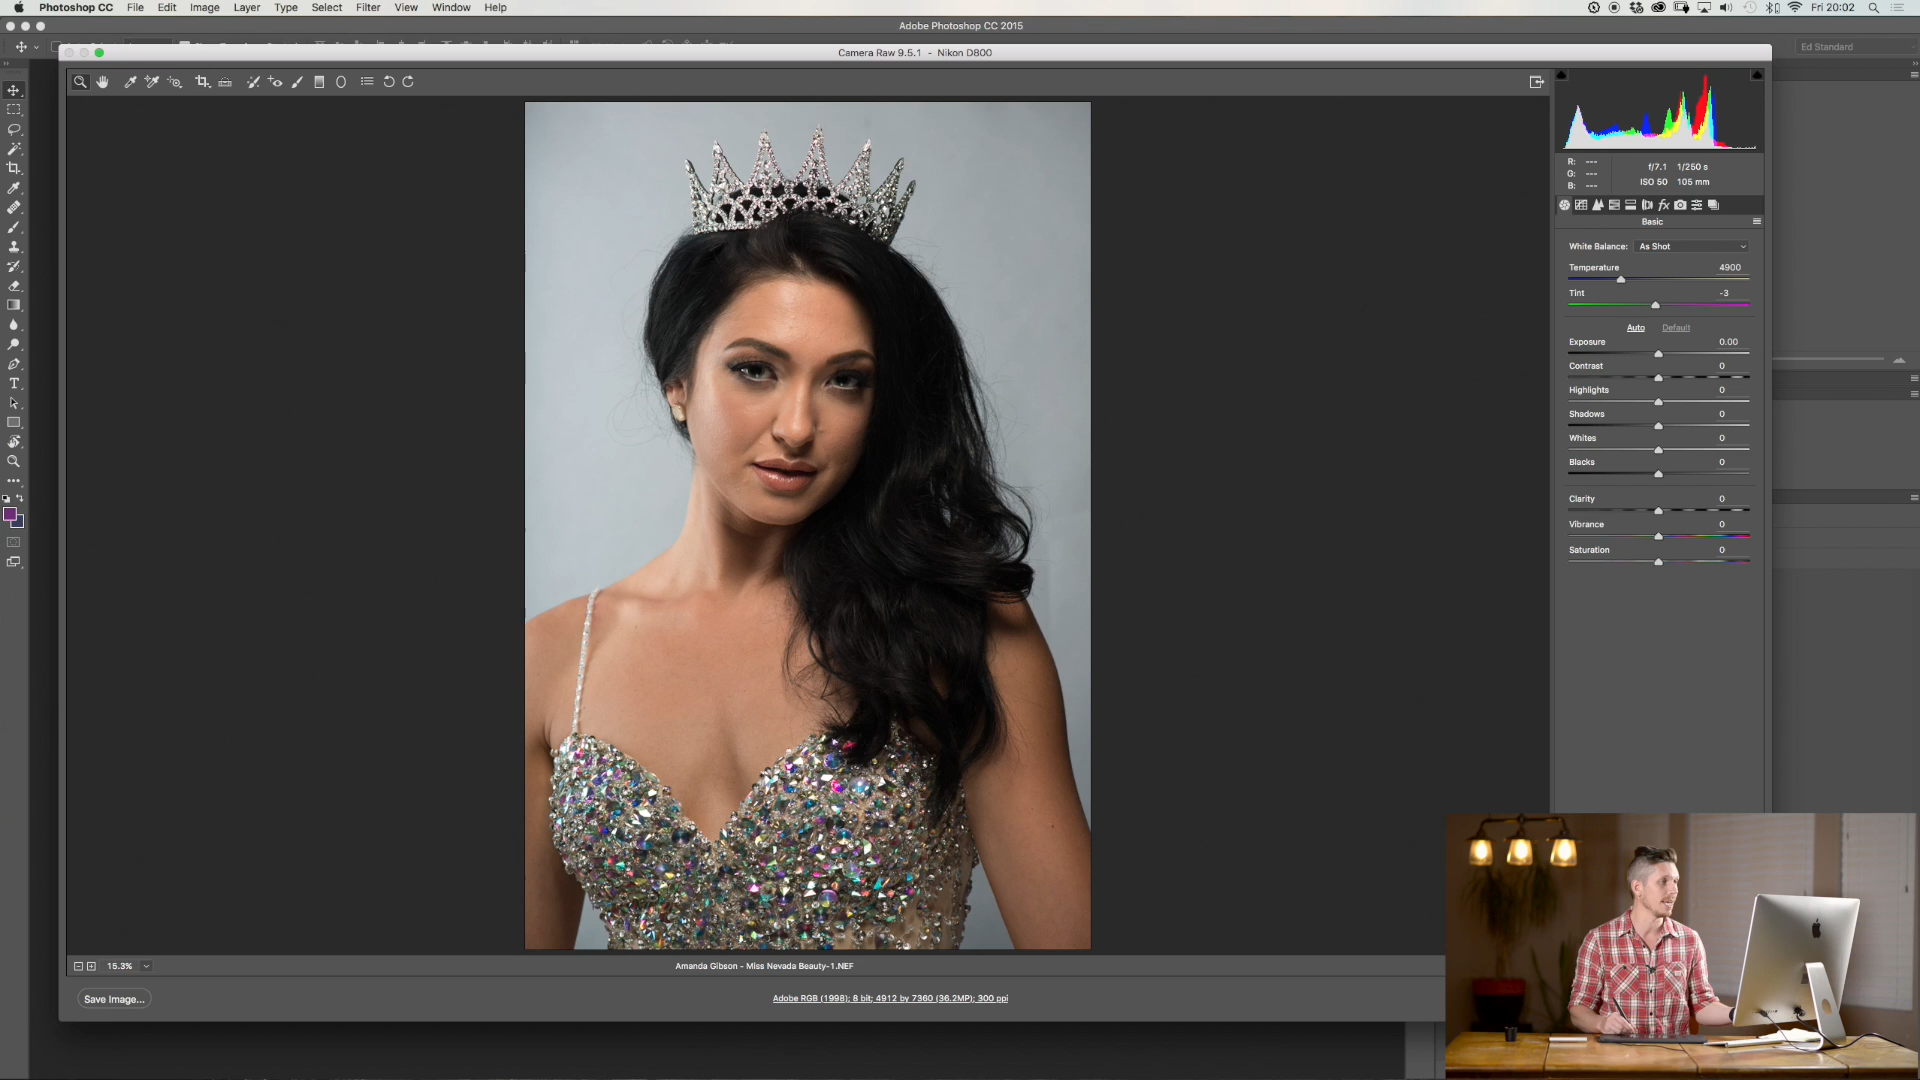 Photoshop CC File Edit Image Layer Type Select Filter View Window Help Fri 20:02
Adobe Photoshop CC 2015
Ed Standard
Camera Raw 9.5.1 - Nikon D800
R: ---
G: ---
B: ---
f/7.1 1/250 s
ISO 50 105 mm
Basic
White Balance: As Shot
Temperature 4900
Tint -3
Auto Default
Exposure 0.00
Contrast 0
Highlights 0
Shadows 0
Whites 0
Blacks 0
Clarity 0
Vibrance 0
Saturation 0
15.3%
Amanda Gibson - Miss Nevada Beauty-1.NEF
Save Image...
Adobe RGB (1998); 8 bit; 4912 by 7360 (36.2MP); 300 ppi